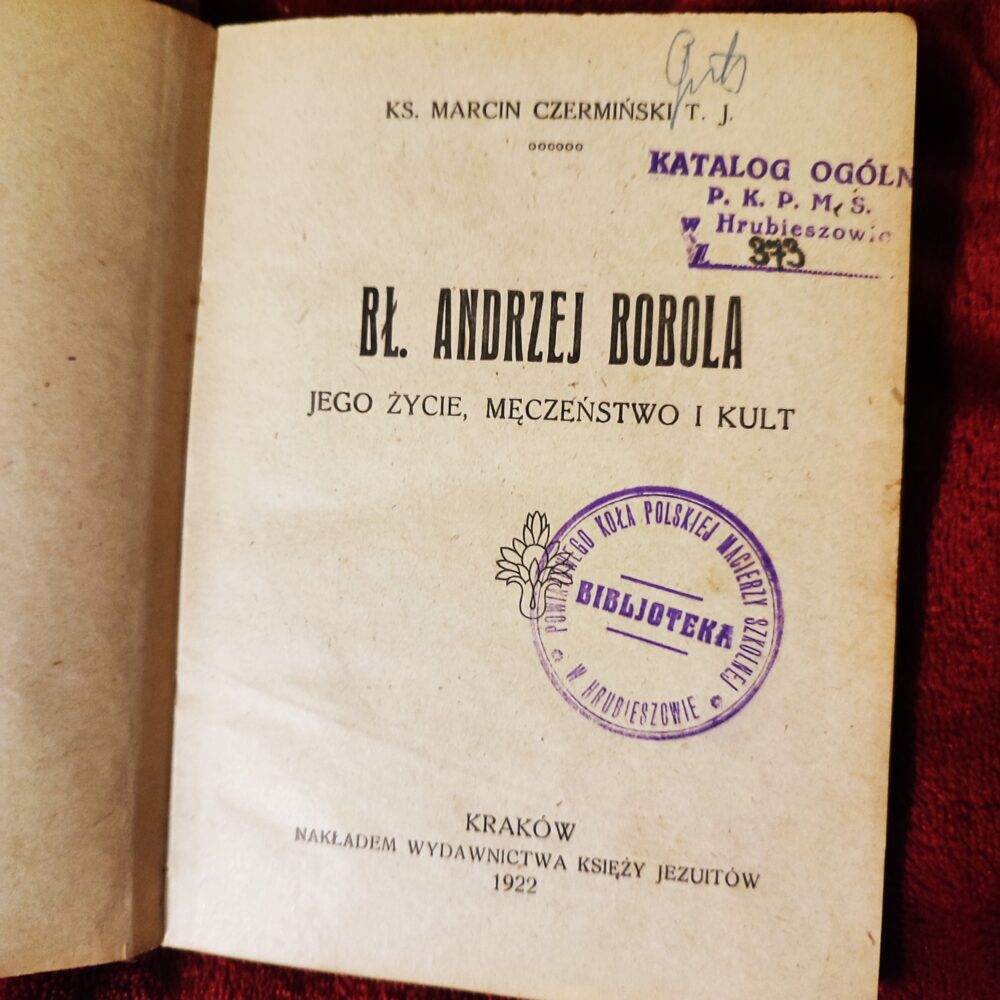 KS. MARCIN CZERMIŃSKI T. J.
KATALOG OGÓLN
P. K. P. M. S.
w Hrubieszowie
L 373
BŁ. ANDRZEJ BOBOLA
JEGO ŻYCIE, MĘCZEŃSTWO I KULT
POWIATOWEGO KOŁA POLSKIEJ MACIERZY SZKOLNEJ
BIBLJOTEKA
W HRUBIESZOWIE
KRAKÓW
NAKŁADEM WYDAWNICTWA KSIĘŻY JEZUITÓW
1922